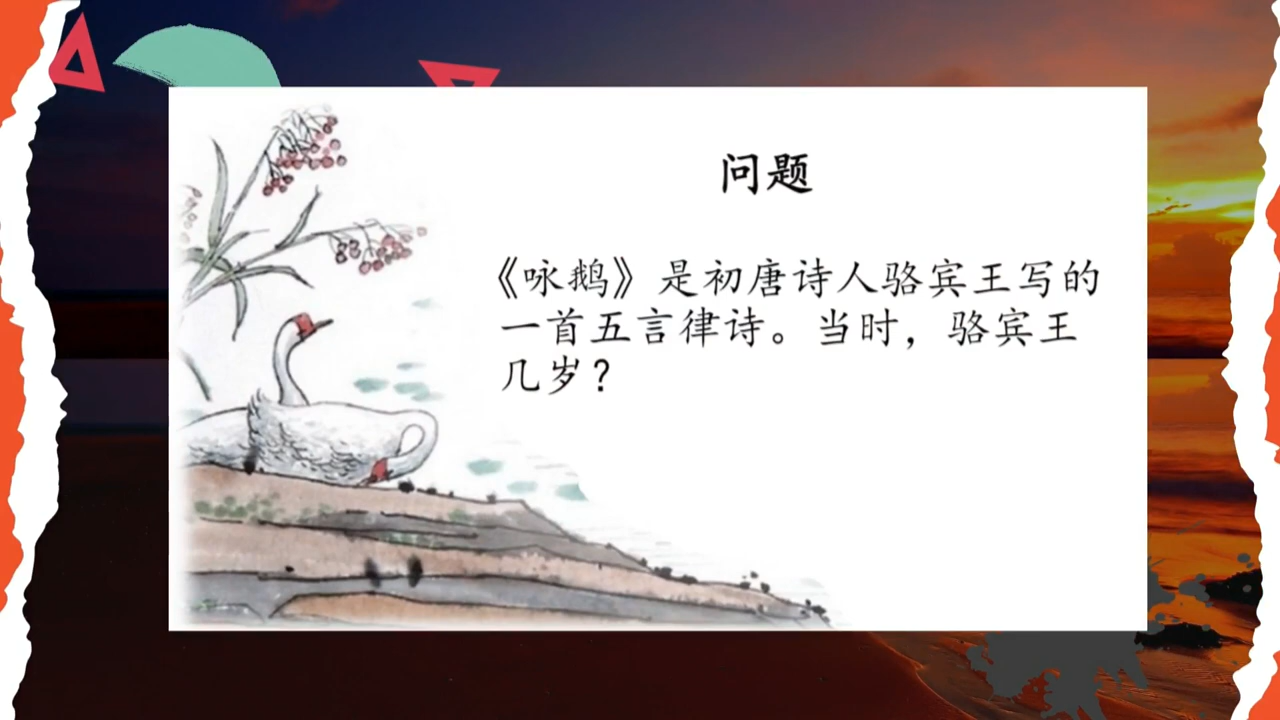 问题
《咏鹅》是初唐诗人骆宾王写的
一首五言律诗。当时，骆宾王
几岁？